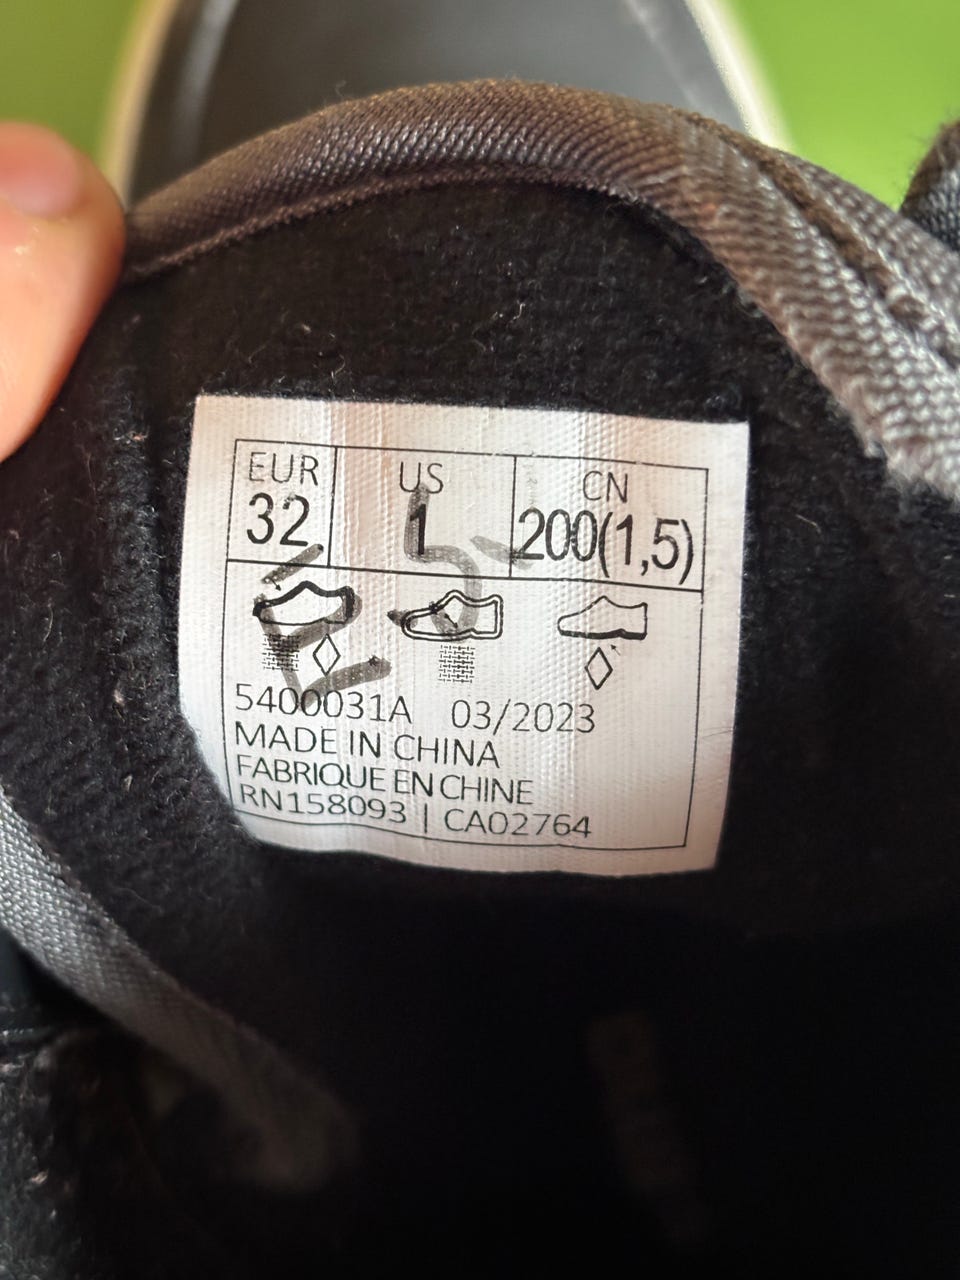 EUR US CN
32 1 200(1,5)
5400031A 03/2023
MADE IN CHINA
FABRIQUE EN CHINE
RN158093 | CA02764